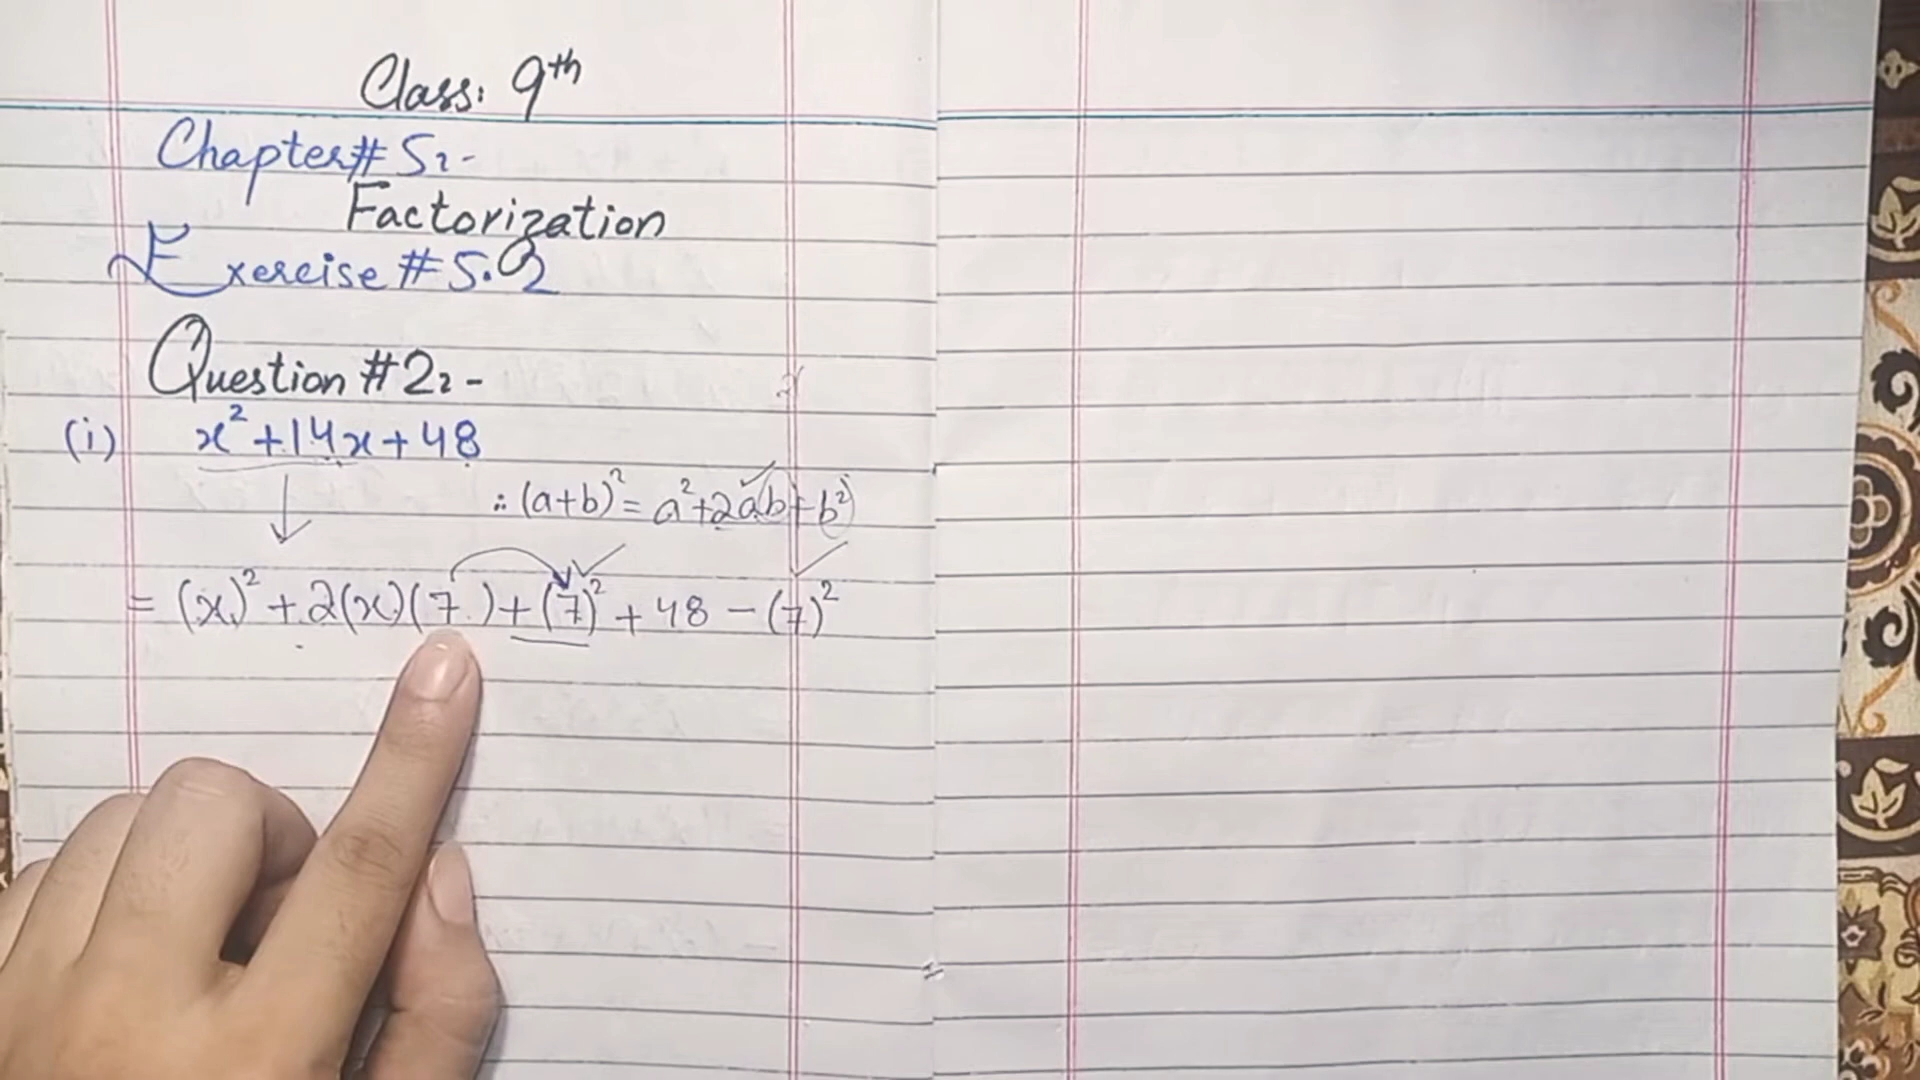 Class: 9th
Chapter# 5:-
Factorization
Exercise # 5.2
Question #2:-
(i) x² + 14x + 48
∴ (a+b)² = a² + 2ab + b²
= (x)² + 2(x)(7) + (7)² + 48 − (7)²